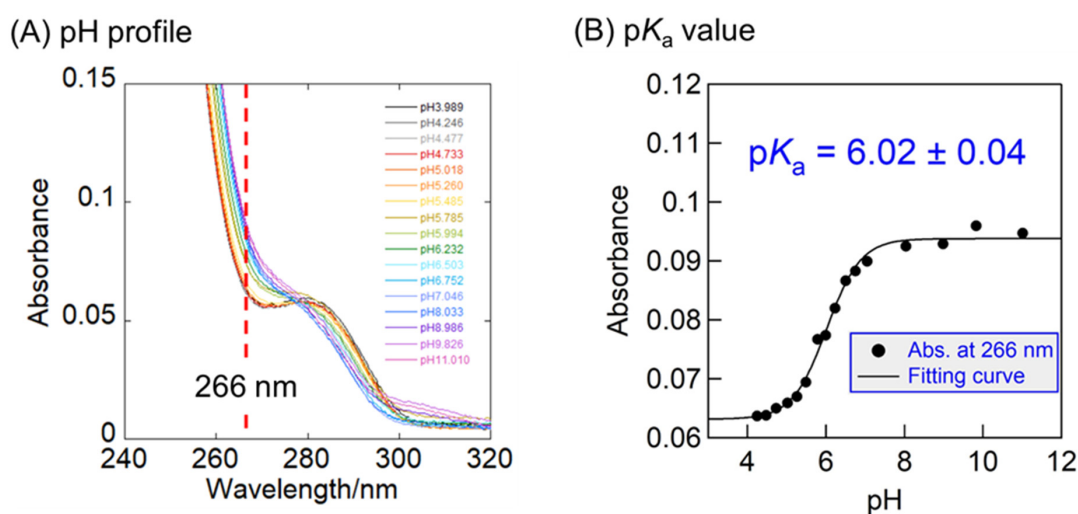 (A) pH profile
0.15
0.1
0.05
0
Absorbance
240
260
280
300
320
Wavelength/nm
266 nm
pH3.989
pH4.246
pH4.477
pH4.733
pH5.018
pH5.260
pH5.485
pH5.785
pH5.994
pH6.232
pH6.503
pH6.752
pH7.046
pH8.033
pH8.986
pH9.826
pH11.010
(B) pKa value
0.12
0.11
0.1
0.09
0.08
0.07
0.06
Absorbance
pKa = 6.02 ± 0.04
Abs. at 266 nm
Fitting curve
4
6
8
10
12
pH